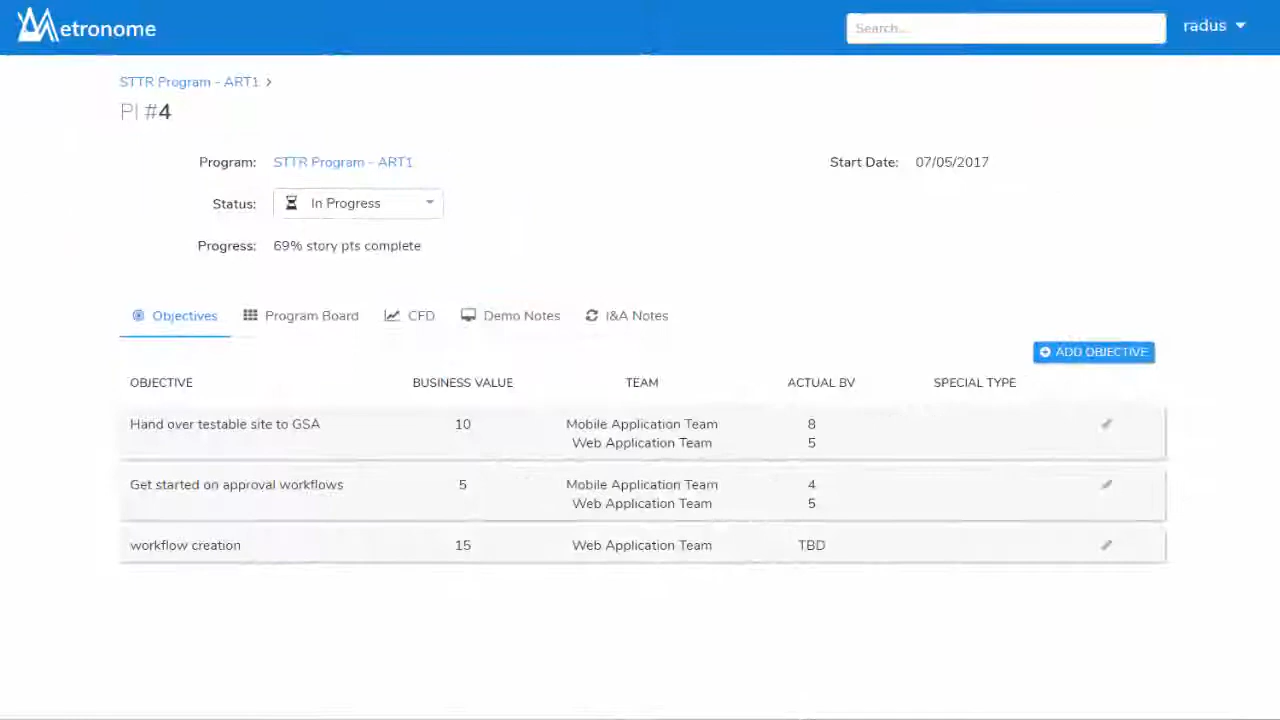 Metronome
Search...
radus
STTR Program - ART1 >
PI #4
Program: STTR Program - ART1
Start Date: 07/05/2017
Status: In Progress
Progress: 69% story pts complete
Objectives Program Board CFD Demo Notes I&A Notes
ADD OBJECTIVE
OBJECTIVE BUSINESS VALUE TEAM ACTUAL BV SPECIAL TYPE
Hand over testable site to GSA 10 Mobile Application Team 8
Web Application Team 5
Get started on approval workflows 5 Mobile Application Team 4
Web Application Team 5
workflow creation 15 Web Application Team TBD